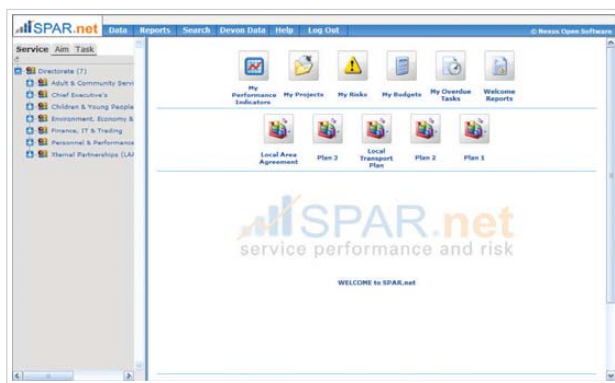 SPAR.net Data Reports Search Devon Data Help Log Out © Nexus Open Software
Service Aim Task
Directorate (7)
Adult & Community Servi
Chief Executive's
Children & Young People
Environment, Economy &
Finance, IT & Trading
Personnel & Performance
Xternal Partnerships (LAA
My
Performance
Indicators
My Projects
My Risks
My Budgets
My Overdue
Tasks
Welcome
Reports
Local Area
Agreement
Plan 3
Local
Transport
Plan
Plan 2
Plan 1
SPAR.net
service performance and risk
WELCOME to SPAR.net